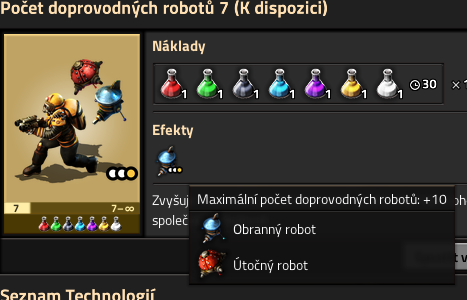 Počet doprovodných robotů 7 (K dispozici)
Náklady
1 1 1 1 1 1 1 30 ×
Efekty
7 7-∞
Maximální počet doprovodných robotů: +10
Zvyšuj
společ
Obranný robot
Útočný robot
Seznam Technologií